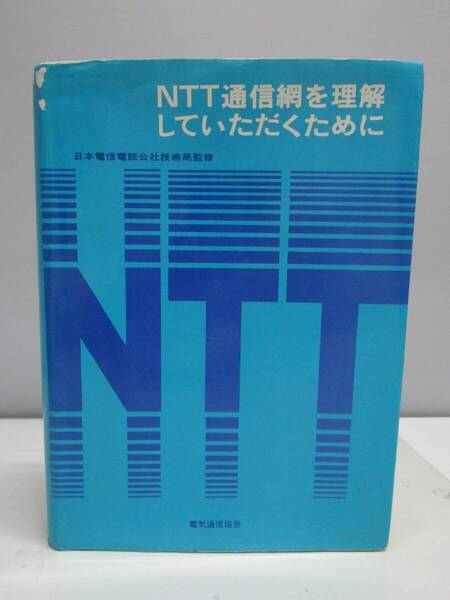 NTT通信網を理解
していただくために
日本電信電話公社技術局監修
NTT
電気通信協会